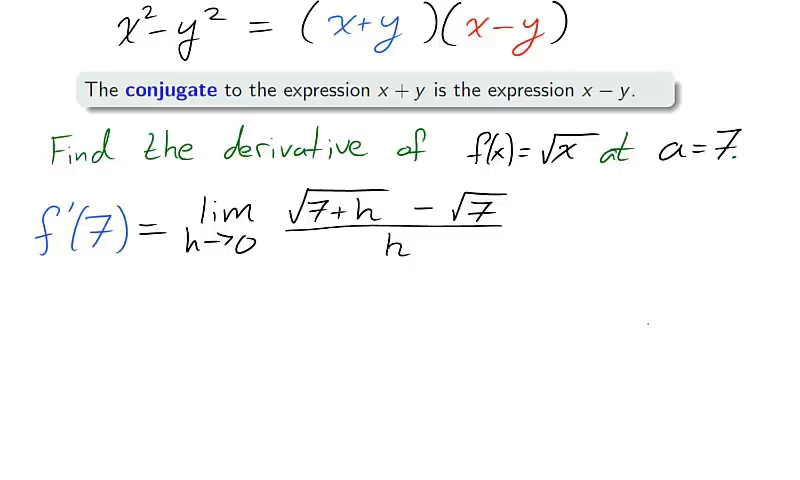 x² - y² = (x+y)(x-y)
The conjugate to the expression x + y is the expression x − y.
Find the derivative of f(x) = √x at a = 7.
f'(7) = lim h→0 (√(7+h) - √7)/h